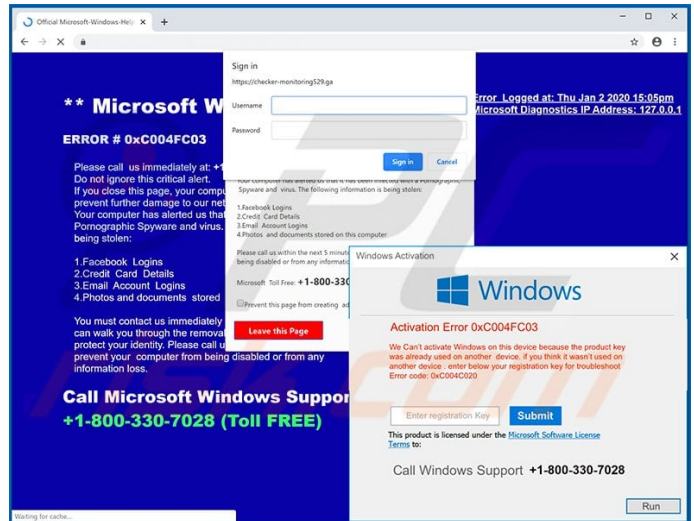 Official Microsoft-Windows-Help
Sign in
https://checker-monitoring529.ga
Username
Password
Sign in
Cancel
Error Logged at: Thu Jan 2 2020 15:05pm
Microsoft Diagnostics IP Address: 127.0.0.1
** Microsoft W
ERROR # 0xC004FC03
Please call us immediately at: +1
Do not ignore this critical alert.
If you close this page, your compu
prevent further damage to our net
Your computer has alerted us that
Pornographic Spyware and virus.
being stolen:
1.Facebook Logins
2.Credit Card Details
3.Email Account Logins
4.Photos and documents stored
You must contact us immediately
can walk you through the removal
protect your identity. Please call u
prevent your computer from being disabled or from any
information loss.
Call Microsoft Windows Suppor
+1-800-330-7028 (Toll FREE)
Your computer has alerted us that it has been infected with a Pornographic
Spyware and virus. The following information is being stolen:
1.Facebook Logins
2.Credit Card Details
3.Email Account Logins
4.Photos and documents stored on this computer
Please call us within the next 5 minute
being disabled or from any informatio
Microsoft Toll Free: +1-800-330
Prevent this page from creating ad
Leave this Page
Windows Activation
Windows
Activation Error 0xC004FC03
We Can't activate Windows on this device because the product key
was already used on another device. if you think it wasn't used on
another device . enter below your registration key for troubleshoot
Error code: 0xC004C020
Enter registration Key
Submit
This product is licensed under the Microsoft Software License
Terms to:
Call Windows Support +1-800-330-7028
Run
Waiting for cache...
PC
risk.com